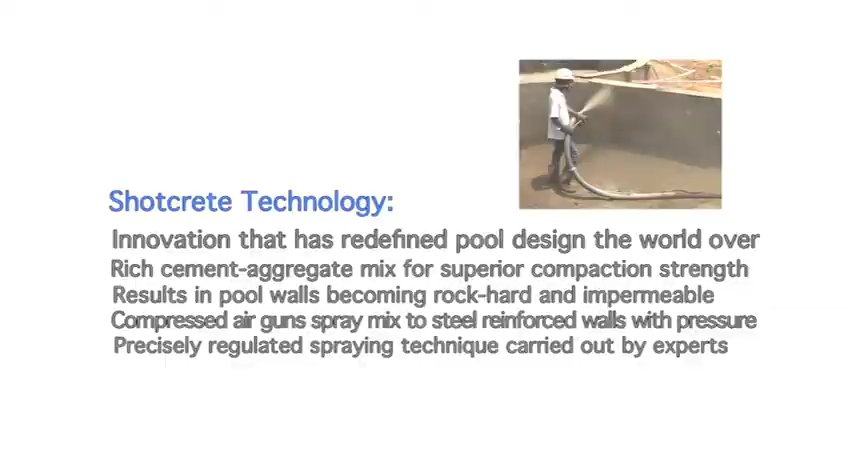 Shotcrete Technology:
Innovation that has redefined pool design the world over
Rich cement-aggregate mix for superior compaction strength
Results in pool walls becoming rock-hard and impermeable
Compressed air guns spray mix to steel reinforced walls with pressure
Precisely regulated spraying technique carried out by experts